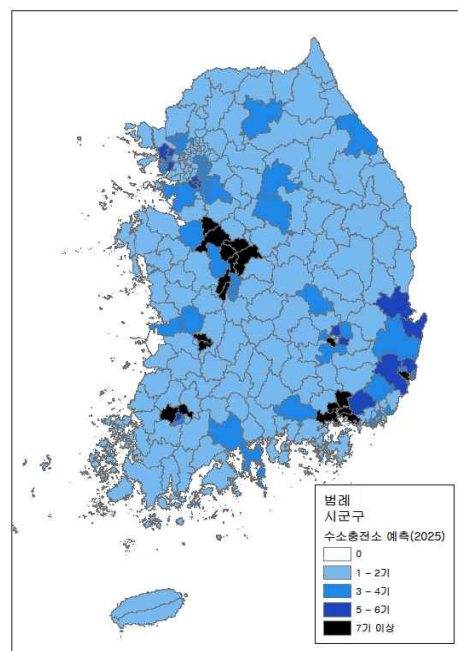 범례
시군구
수소충전소 예측(2025)
0
1 - 2기
3 - 4기
5 - 6기
7기 이상